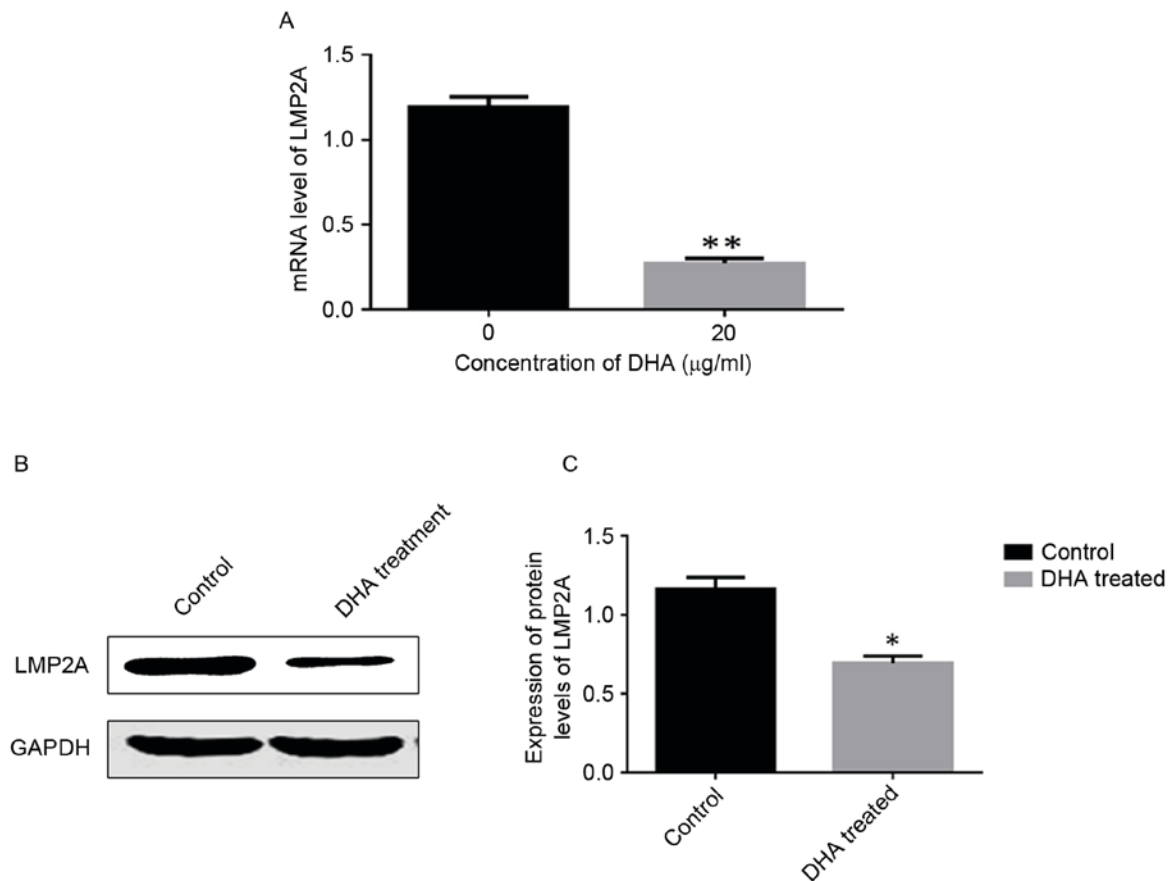 A
mRNA level of LMP2A
1.5
1.0
0.5
0.0
**
0
20
Concentration of DHA (µg/ml)
B
Control
DHA treatment
LMP2A
GAPDH
C
Expression of protein
levels of LMP2A
1.5
1.0
0.5
0.0
*
Control
DHA treated
Control
DHA treated